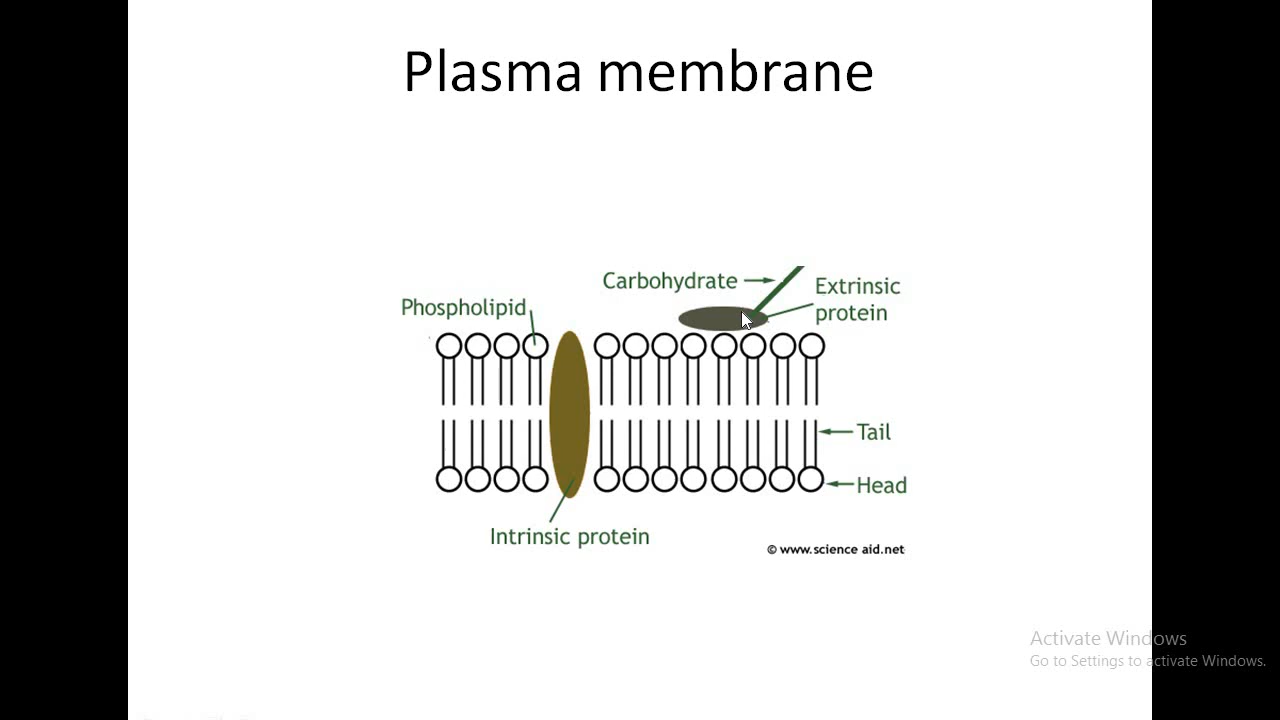 Plasma membrane
Carbohydrate
Extrinsic
protein
Phospholipid
Tail
Head
Intrinsic protein
© www.science aid.net
Activate Windows
Go to Settings to activate Windows.